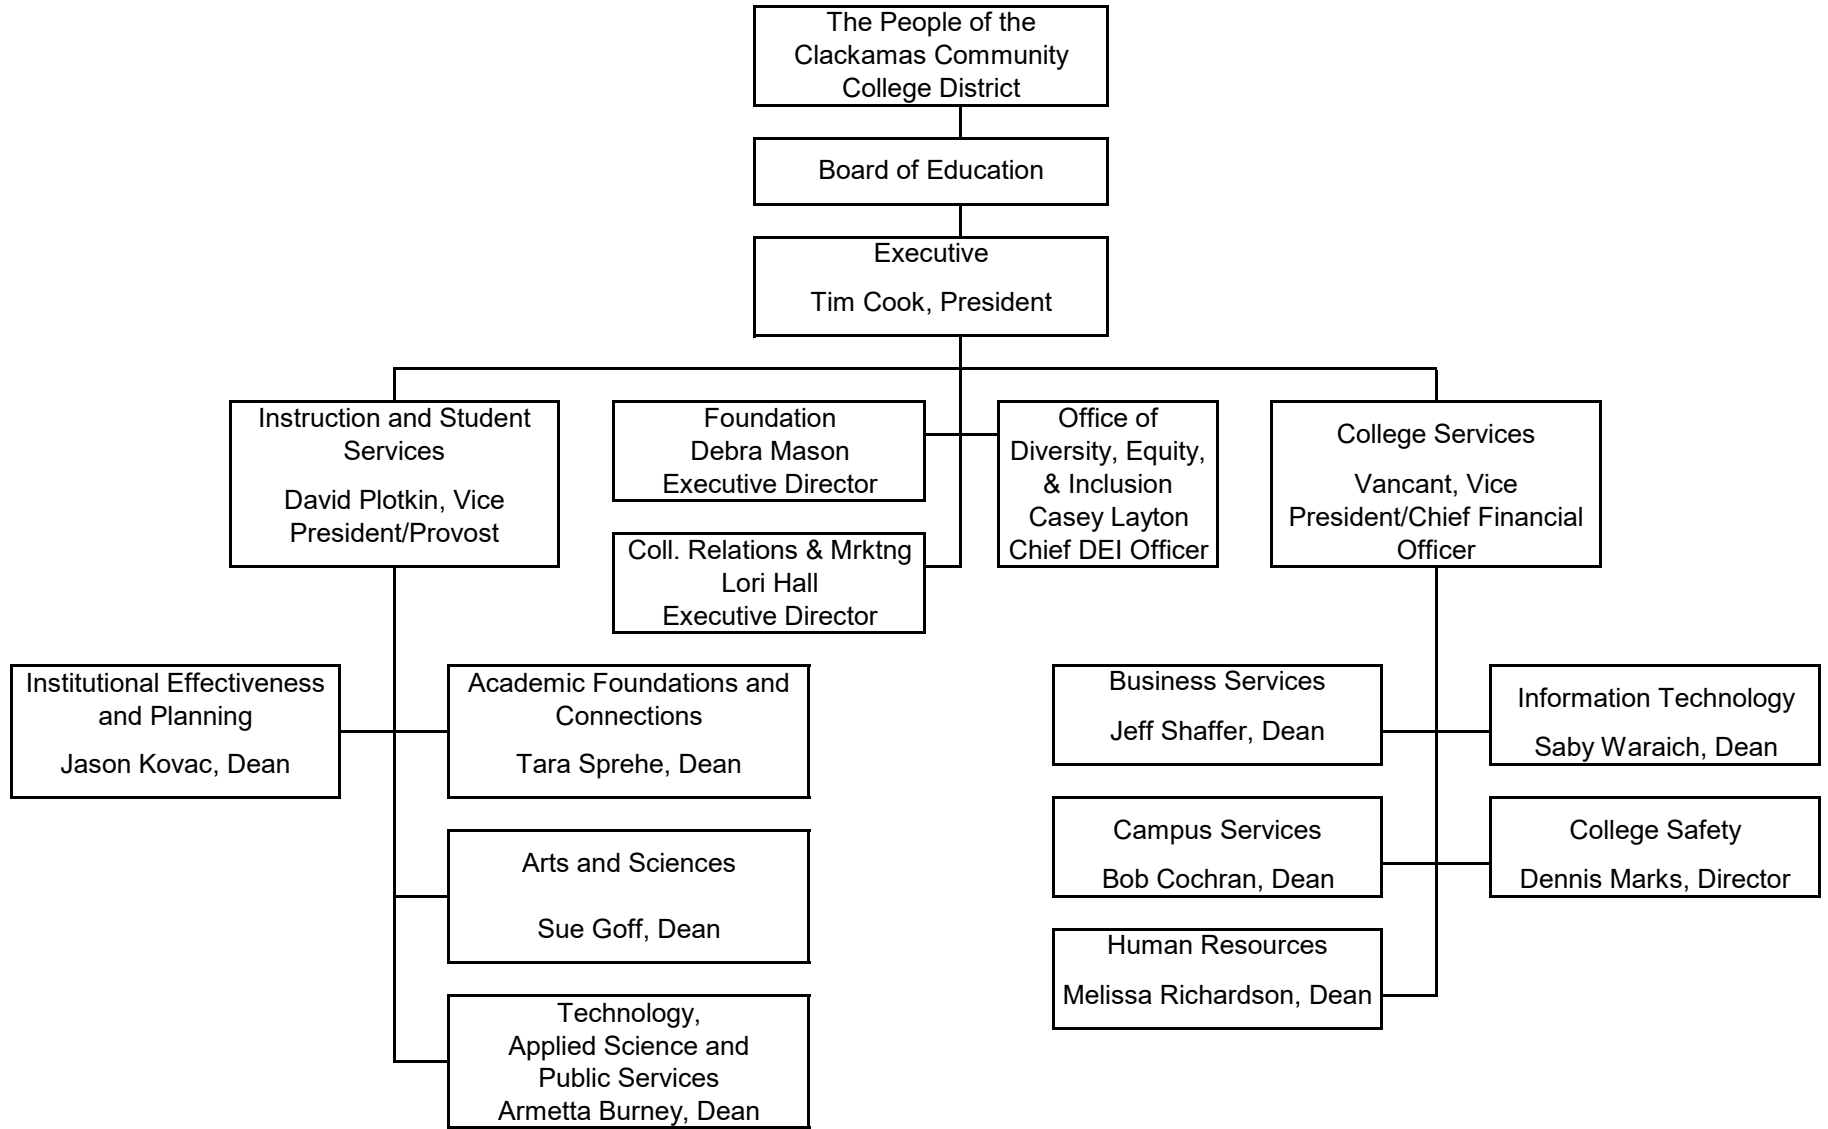 The People of the
Clackamas Community
College District
Board of Education
Executive
Tim Cook, President
Instruction and Student
Services
David Plotkin, Vice
President/Provost
Foundation
Debra Mason
Executive Director
Coll. Relations & Mrktng
Lori Hall
Executive Director
Office of
Diversity, Equity,
& Inclusion
Casey Layton
Chief DEI Officer
College Services
Vancant, Vice
President/Chief Financial
Officer
Institutional Effectiveness
and Planning
Jason Kovac, Dean
Academic Foundations and
Connections
Tara Sprehe, Dean
Arts and Sciences
Sue Goff, Dean
Technology,
Applied Science and
Public Services
Armetta Burney, Dean
Business Services
Jeff Shaffer, Dean
Information Technology
Saby Waraich, Dean
Campus Services
Bob Cochran, Dean
College Safety
Dennis Marks, Director
Human Resources
Melissa Richardson, Dean